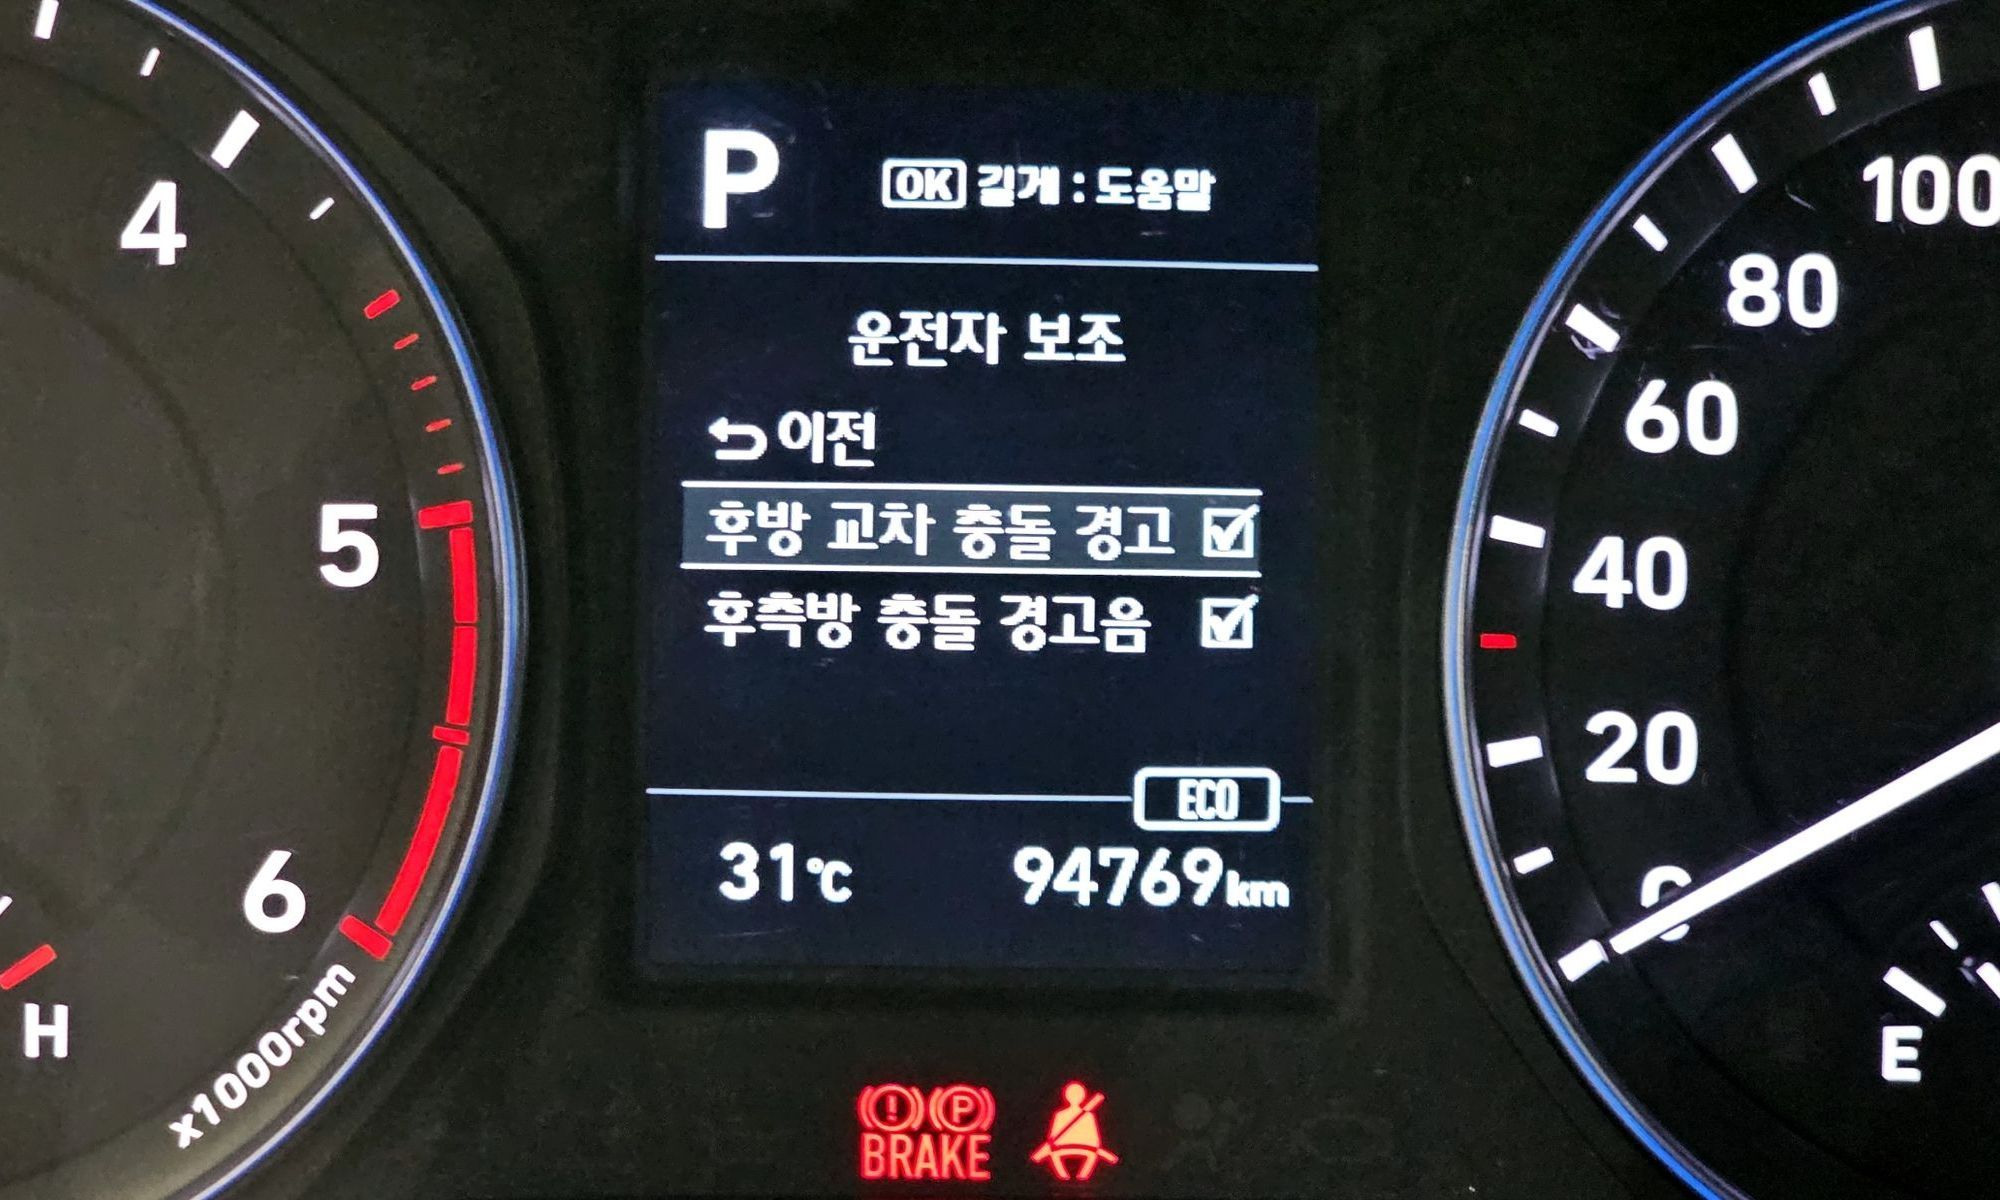 P
OK 길게 : 도움말
운전자 보조
이전
후방 교차 충돌 경고
후측방 충돌 경고음
ECO
31℃ 94769km
4
5
6
x1000rpm
H
100
80
60
40
20
0
E
BRAKE